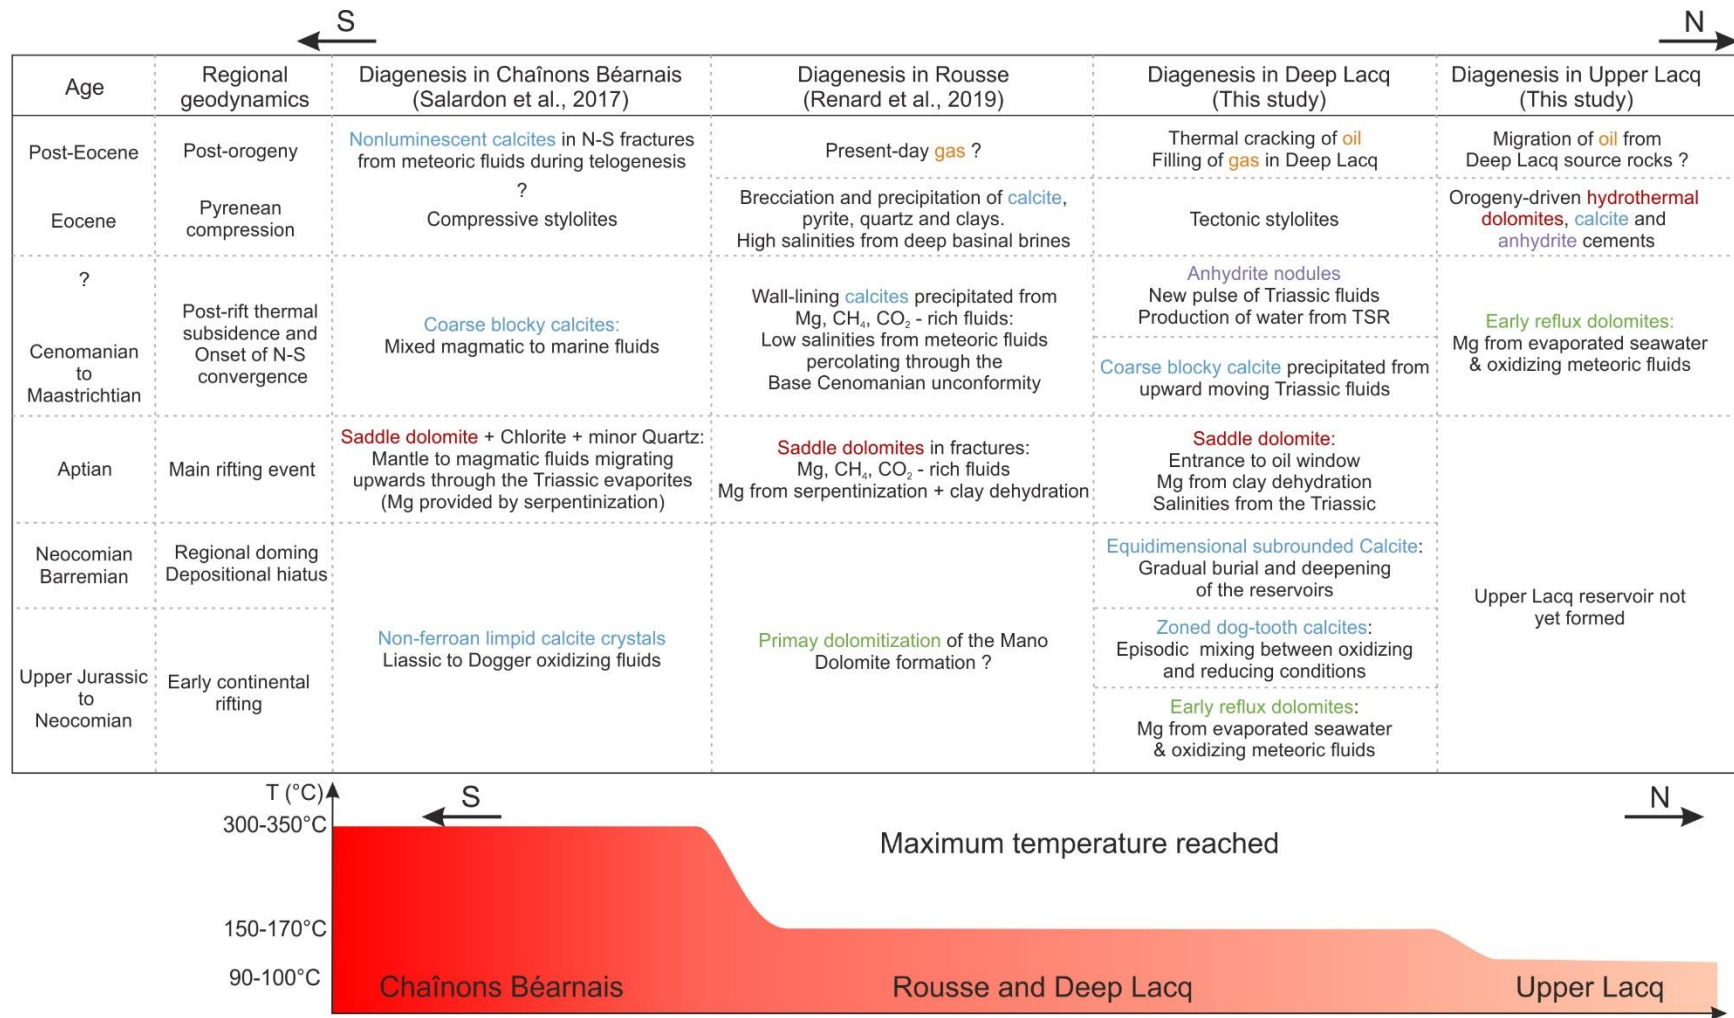 S
N
Age
Regional
geodynamics
Diagenesis in Chaînons Béarnais
(Salardon et al., 2017)
Diagenesis in Rousse
(Renard et al., 2019)
Diagenesis in Deep Lacq
(This study)
Diagenesis in Upper Lacq
(This study)
Post-Eocene
Post-orogeny
Nonluminescent calcites in N-S fractures
from meteoric fluids during telogenesis
?
Present-day gas ?
Thermal cracking of oil
Filling of gas in Deep Lacq
Migration of oil from
Deep Lacq source rocks ?
Eocene
Pyrenean
compression
Compressive stylolites
Brecciation and precipitation of calcite,
pyrite, quartz and clays.
High salinities from deep basinal brines
Tectonic stylolites
Orogeny-driven hydrothermal
dolomites, calcite and
anhydrite cements
?
Cenomanian
to
Maastrichtian
Post-rift thermal
subsidence and
Onset of N-S
convergence
Coarse blocky calcites:
Mixed magmatic to marine fluids
Wall-lining calcites precipitated from
Mg, CH₄, CO₂ - rich fluids:
Low salinities from meteoric fluids
percolating through the
Base Cenomanian unconformity
Anhydrite nodules
New pulse of Triassic fluids
Production of water from TSR
Coarse blocky calcite precipitated from
upward moving Triassic fluids
Early reflux dolomites:
Mg from evaporated seawater
& oxidizing meteoric fluids
Aptian
Main rifting event
Saddle dolomite + Chlorite + minor Quartz:
Mantle to magmatic fluids migrating
upwards through the Triassic evaporites
(Mg provided by serpentinization)
Saddle dolomites in fractures:
Mg, CH₄, CO₂ - rich fluids
Mg from serpentinization + clay dehydration
Saddle dolomite:
Entrance to oil window
Mg from clay dehydration
Salinities from the Triassic
Neocomian
Barremian
Regional doming
Depositional hiatus
Equidimensional subrounded Calcite:
Gradual burial and deepening
of the reservoirs
Upper Lacq reservoir not
yet formed
Upper Jurassic
to
Neocomian
Early continental
rifting
Non-ferroan limpid calcite crystals
Liassic to Dogger oxidizing fluids
Primay dolomitization of the Mano
Dolomite formation ?
Zoned dog-tooth calcites:
Episodic mixing between oxidizing
and reducing conditions
Early reflux dolomites:
Mg from evaporated seawater
& oxidizing meteoric fluids
T (°C)
S
N
300-350°C
Maximum temperature reached
150-170°C
90-100°C
Chaînons Béarnais
Rousse and Deep Lacq
Upper Lacq